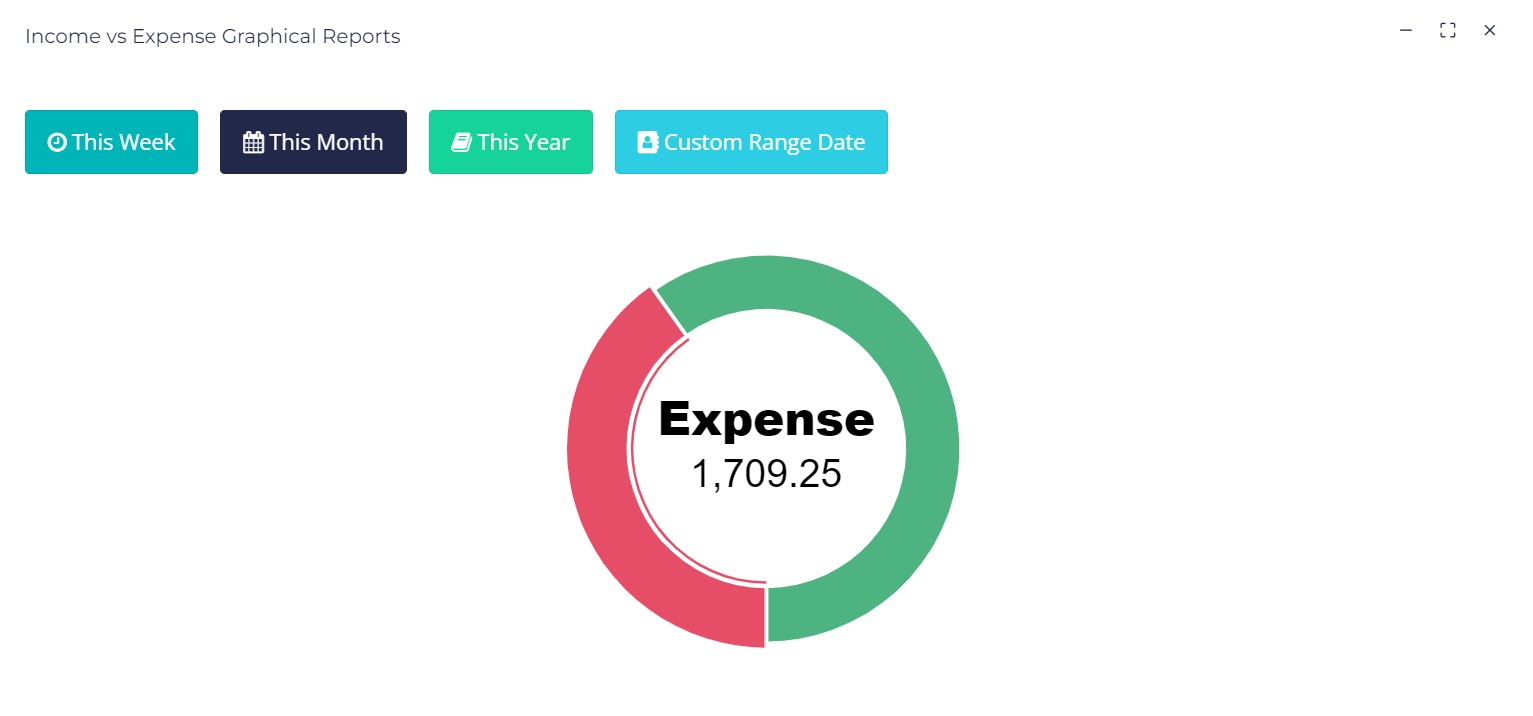 Income vs Expense Graphical Reports
This Week
This Month
This Year
Custom Range Date
Expense
1,709.25